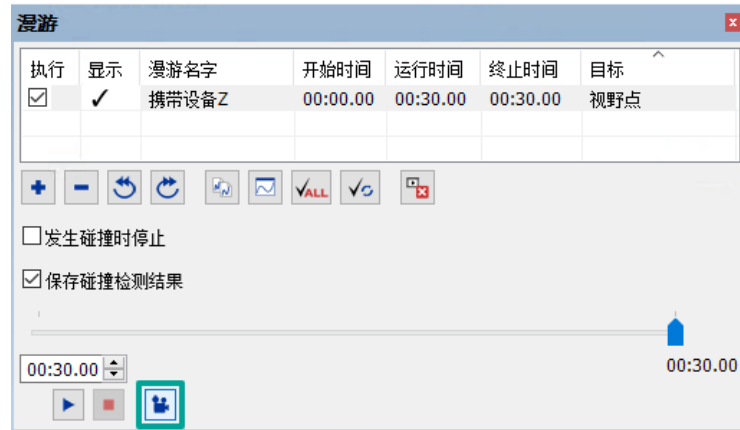 漫游
执行 显示 漫游名字 开始时间 运行时间 终止时间 目标
携带设备Z 00:00.00 00:30.00 00:30.00 视野点
ALL
发生碰撞时停止
保存碰撞检测结果
00:30.00 00:30.00